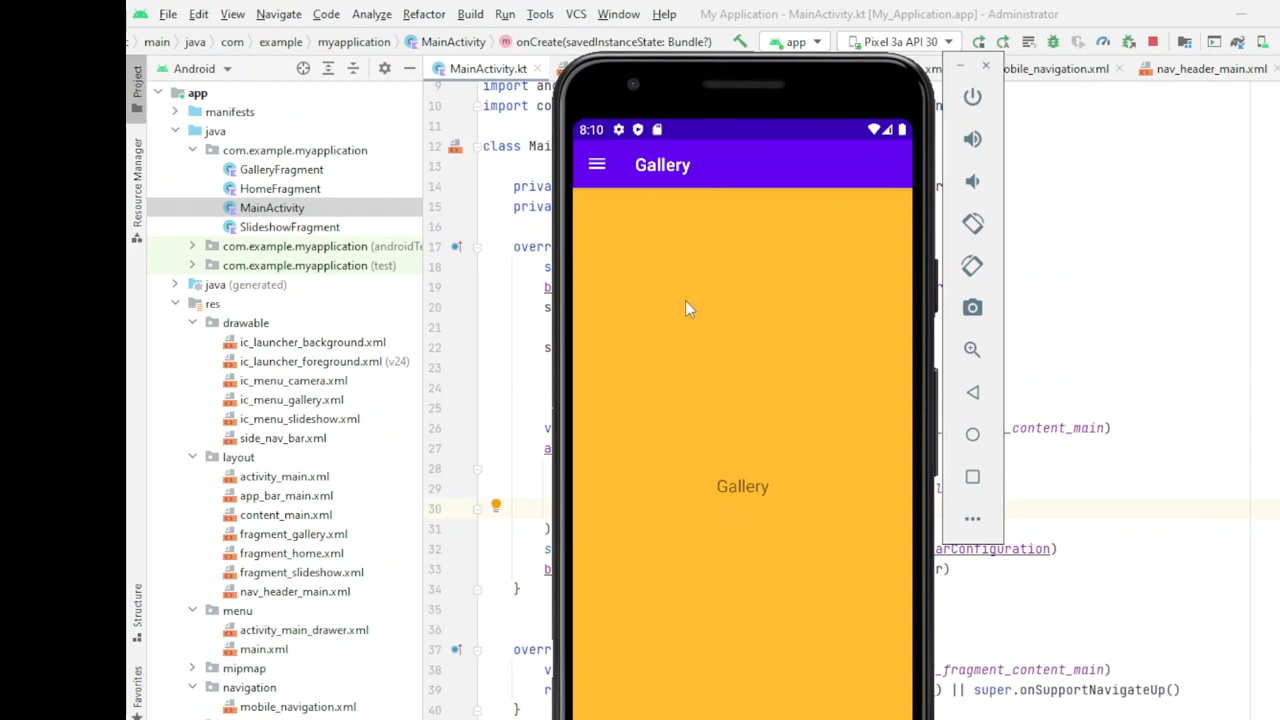 File Edit View Navigate Code Analyze Refactor Build Run Tools VCS Window Help My Application - MainActivity.kt [My_Application.app] - Administrator
main java com example myapplication MainActivity onCreate(savedInstanceState: Bundle?) app Pixel 3a API 30
Project
Resource Manager
Structure
Favorites
Android
app
manifests
java
com.example.myapplication
GalleryFragment
HomeFragment
MainActivity
SlideshowFragment
com.example.myapplication (androidTe
com.example.myapplication (test)
java (generated)
res
drawable
ic_launcher_background.xml
ic_launcher_foreground.xml (v24)
ic_menu_camera.xml
ic_menu_gallery.xml
ic_menu_slideshow.xml
side_nav_bar.xml
layout
activity_main.xml
app_bar_main.xml
content_main.xml
fragment_gallery.xml
fragment_home.xml
fragment_slideshow.xml
nav_header_main.xml
menu
activity_main_drawer.xml
main.xml
mipmap
navigation
mobile_navigation.xml
MainActivity.kt xm obile_navigation.xml nav_header_main.xml
9 import an
10 import co
11
12 class Mai
13
14 priva
15 priva
16
17 overr
18 s
19 b
20 s
21
22 s
23
24
25
26 v _content_main)
27 a
28
29
30
31 )
32 s arConfiguration)
33 b r)
34 }
35
36
37 overr
38 v _fragment_content_main)
39 r ) || super.onSupportNavigateUp()
40 }
8:10
Gallery
Gallery